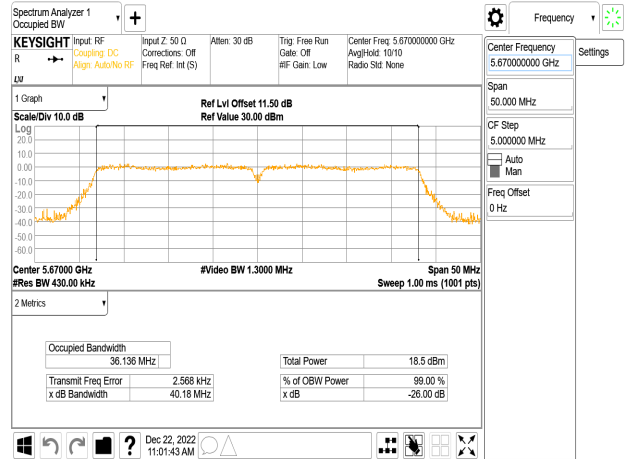 Spectrum Analyzer 1
Occupied BW
Frequency
KEYSIGHT
R
LXI
Input: RF
Coupling: DC
Align: Auto/No RF
Input Z: 50 Ω
Corrections: Off
Freq Ref: Int (S)
Atten: 30 dB
Trig: Free Run
Gate: Off
#IF Gain: Low
Center Freq: 5.670000000 GHz
Avg|Hold: 10/10
Radio Std: None
Center Frequency
5.670000000 GHz
Settings
Span
50.000 MHz
CF Step
5.000000 MHz
Auto
Man
Freq Offset
0 Hz
1 Graph
Scale/Div 10.0 dB
Ref Lvl Offset 11.50 dB
Ref Value 30.00 dBm
Log
20.0
10.0
0.00
-10.0
-20.0
-30.0
-40.0
-50.0
-60.0
Center 5.67000 GHz
#Video BW 1.3000 MHz
Span 50 MHz
#Res BW 430.00 kHz
Sweep 1.00 ms (1001 pts)
2 Metrics
Occupied Bandwidth
36.136 MHz
Total Power 18.5 dBm
Transmit Freq Error 2.568 kHz
% of OBW Power 99.00 %
x dB Bandwidth 40.18 MHz
x dB -26.00 dB
?
Dec 22, 2022
11:01:43 AM